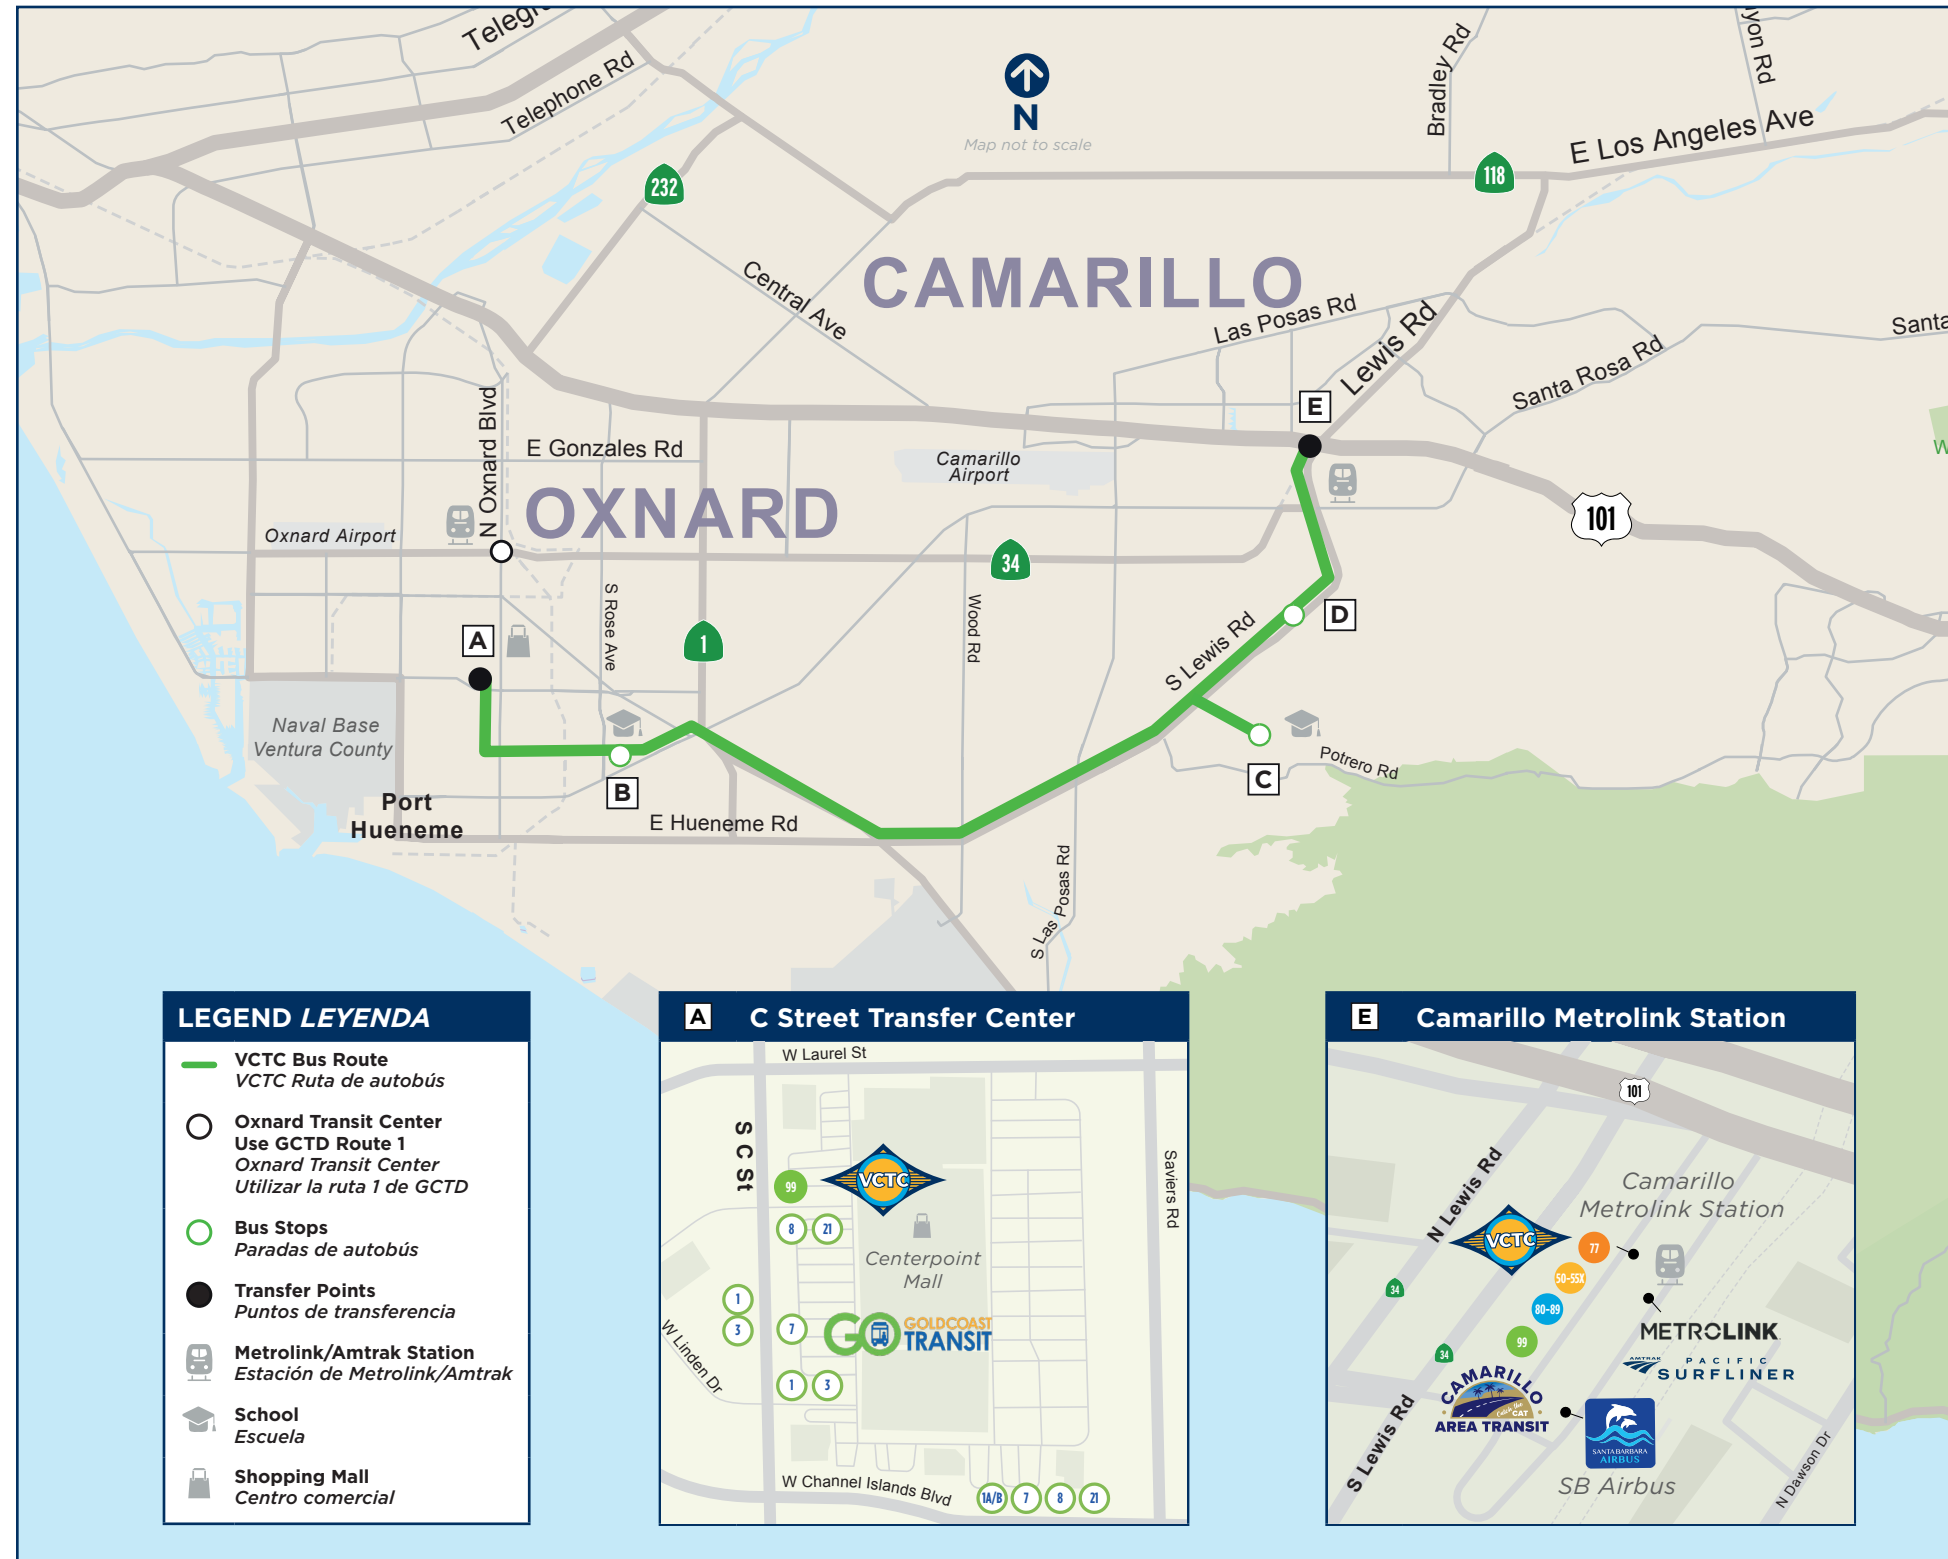 Telephone Rd
N
Map not to scale
Bradley Rd
E Los Angeles Ave
232
118
Central Ave
CAMARILLO
Las Posas Rd
Lewis Rd
Santa Rosa Rd
Santa
E
N Oxnard Blvd
E Gonzales Rd
Camarillo
Airport
OXNARD
101
Oxnard Airport
34
S Rose Ave
Wood Rd
D
A
1
S Lewis Rd
Naval Base
Ventura County
Potrero Rd
C
B
Port
Hueneme
E Hueneme Rd
S Las Posas Rd
LEGEND LEYENDA
VCTC Bus Route
VCTC Ruta de autobús
Oxnard Transit Center
Use GCTD Route 1
Oxnard Transit Center
Utilizar la ruta 1 de GCTD
Bus Stops
Paradas de autobús
Transfer Points
Puntos de transferencia
Metrolink/Amtrak Station
Estación de Metrolink/Amtrak
School
Escuela
Shopping Mall
Centro comercial
A C Street Transfer Center
W Laurel St
S C St
Saviers Rd
99
VCTC
8 21
Centerpoint
Mall
1
3
7
GO GOLDCOAST
TRANSIT
W Linden Dr
1 3
W Channel Islands Blvd
1A/B 7 8 21
E Camarillo Metrolink Station
101
N Lewis Rd
Camarillo
Metrolink Station
VCTC
77
50-55X
80-89
99
34
34
METROLINK
AMTRAK PACIFIC
SURFLINER
CAMARILLO
Catch the
CAT
AREA TRANSIT
SANTA BARBARA
AIRBUS
SB Airbus
S Lewis Rd
N Dawson Dr